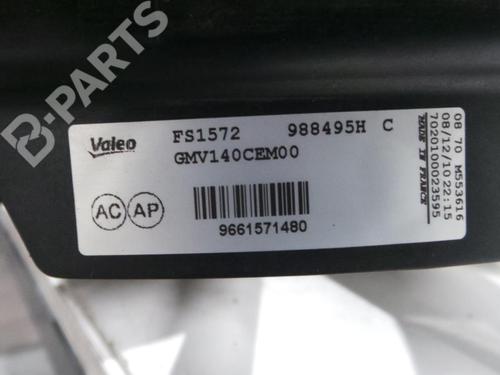 B-PARTS
Valeo FS1572 988495H C
GMV140CEM00
AC AP
9661571480
08 70 M553616
08/12/10 22:15
70201000023595
MADE IN FRANCE